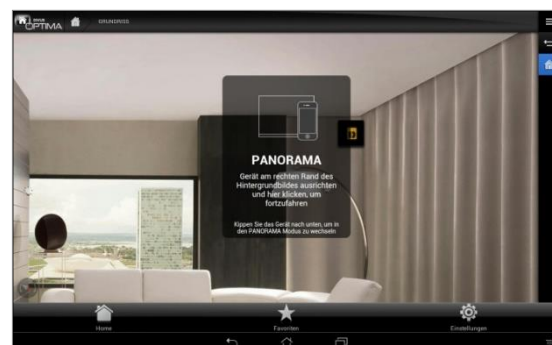 OPTIMA
GRUNDRISS
PANORAMA
Gerät am rechten Rand des
Hintergrundbildes ausrichten
und hier klicken, um
fortzufahren
Kippen Sie das Gerät nach unten, um in
den PANORAMA Modus zu wechseln
Home
Favoriten
Einstellungen